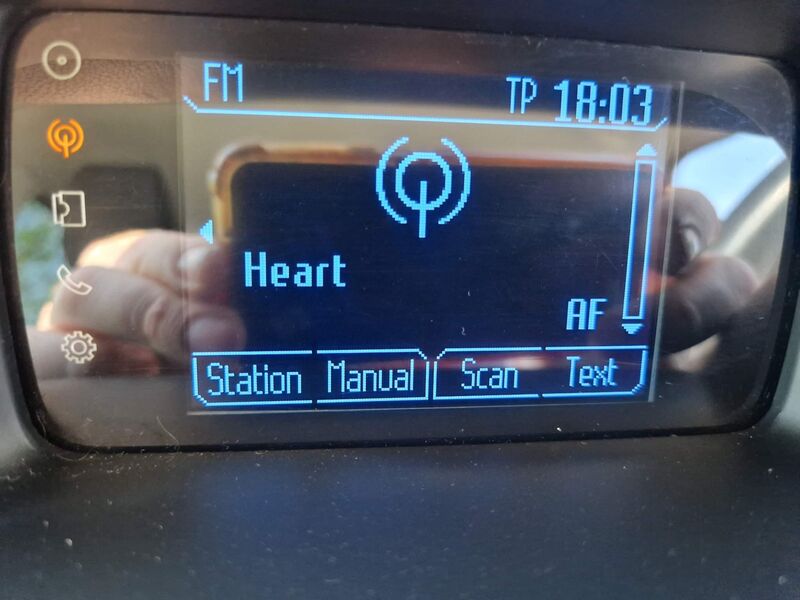 FM TP 18:03
Heart
AF
Station Manual Scan Text